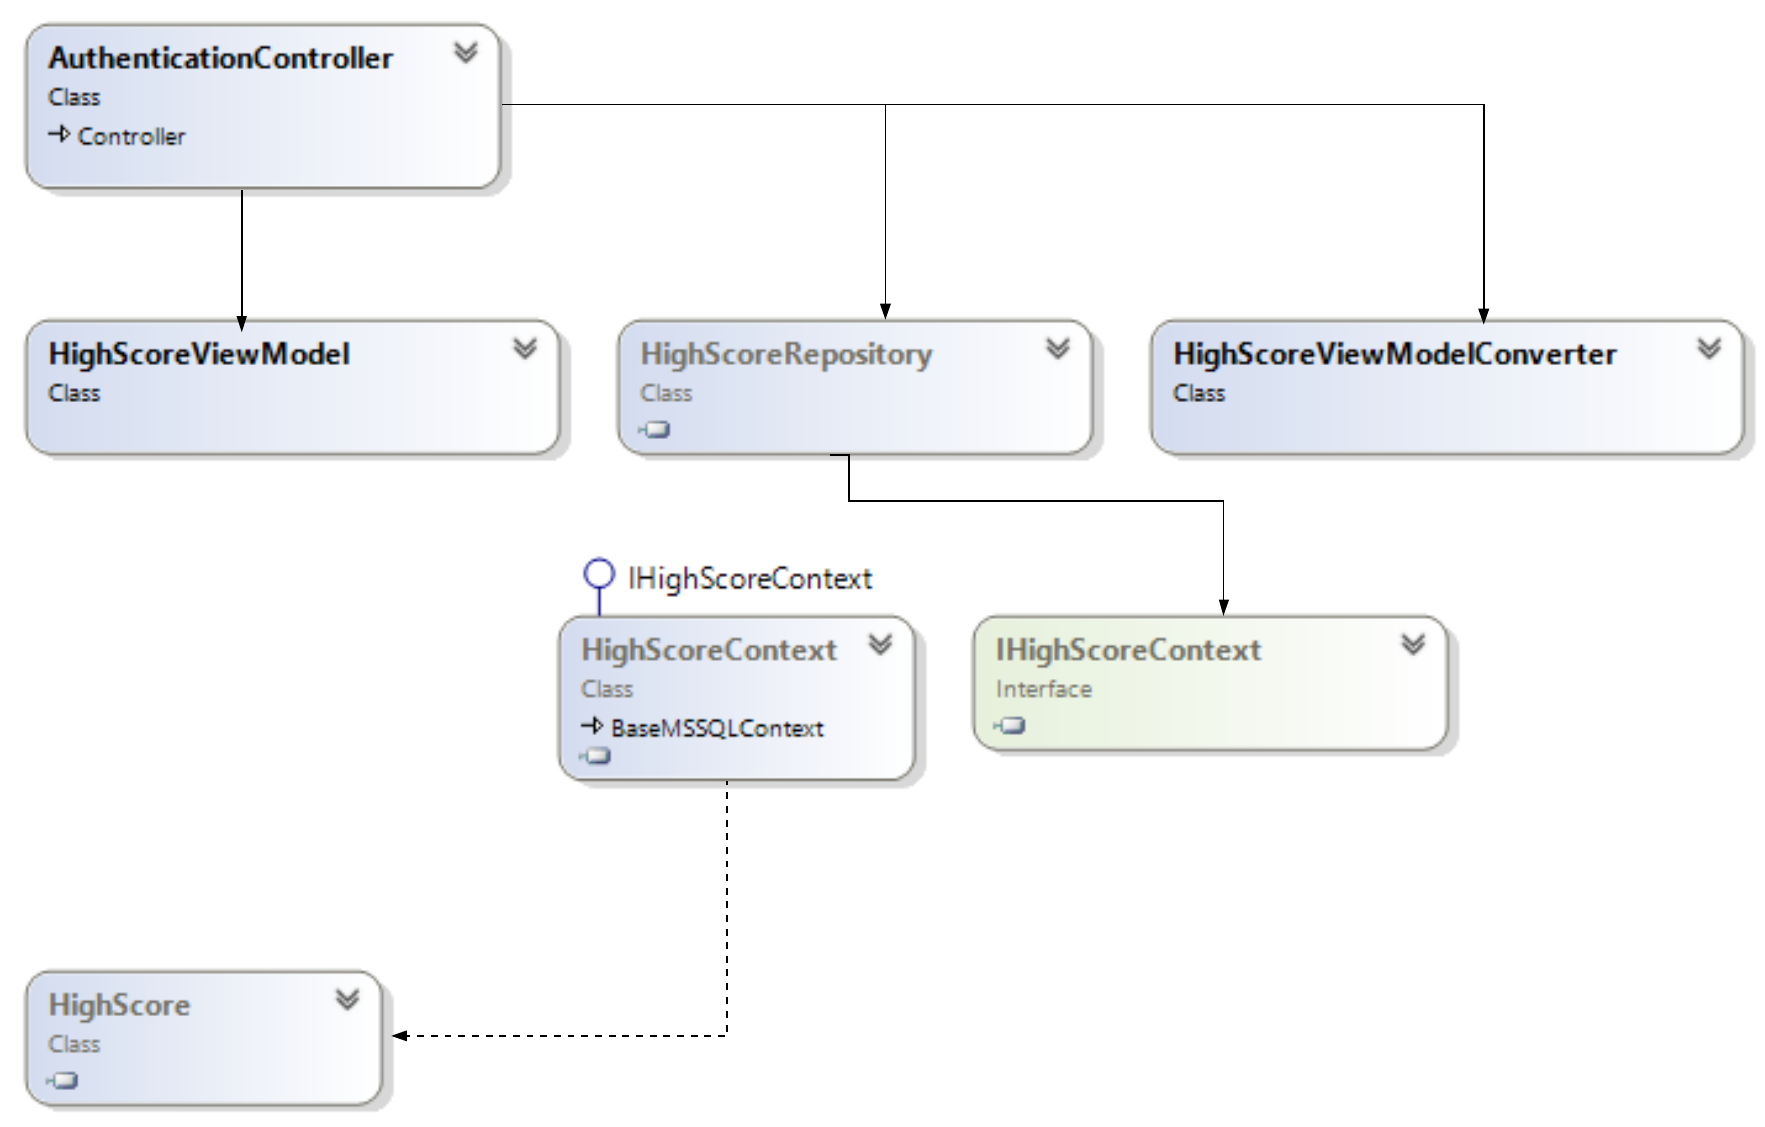 AuthenticationController
Class
Controller
HighScoreViewModel
Class
HighScoreRepository
Class
HighScoreViewModelConverter
Class
IHighScoreContext
HighScoreContext
Class
BaseMSSQLContext
IHighScoreContext
Interface
HighScore
Class